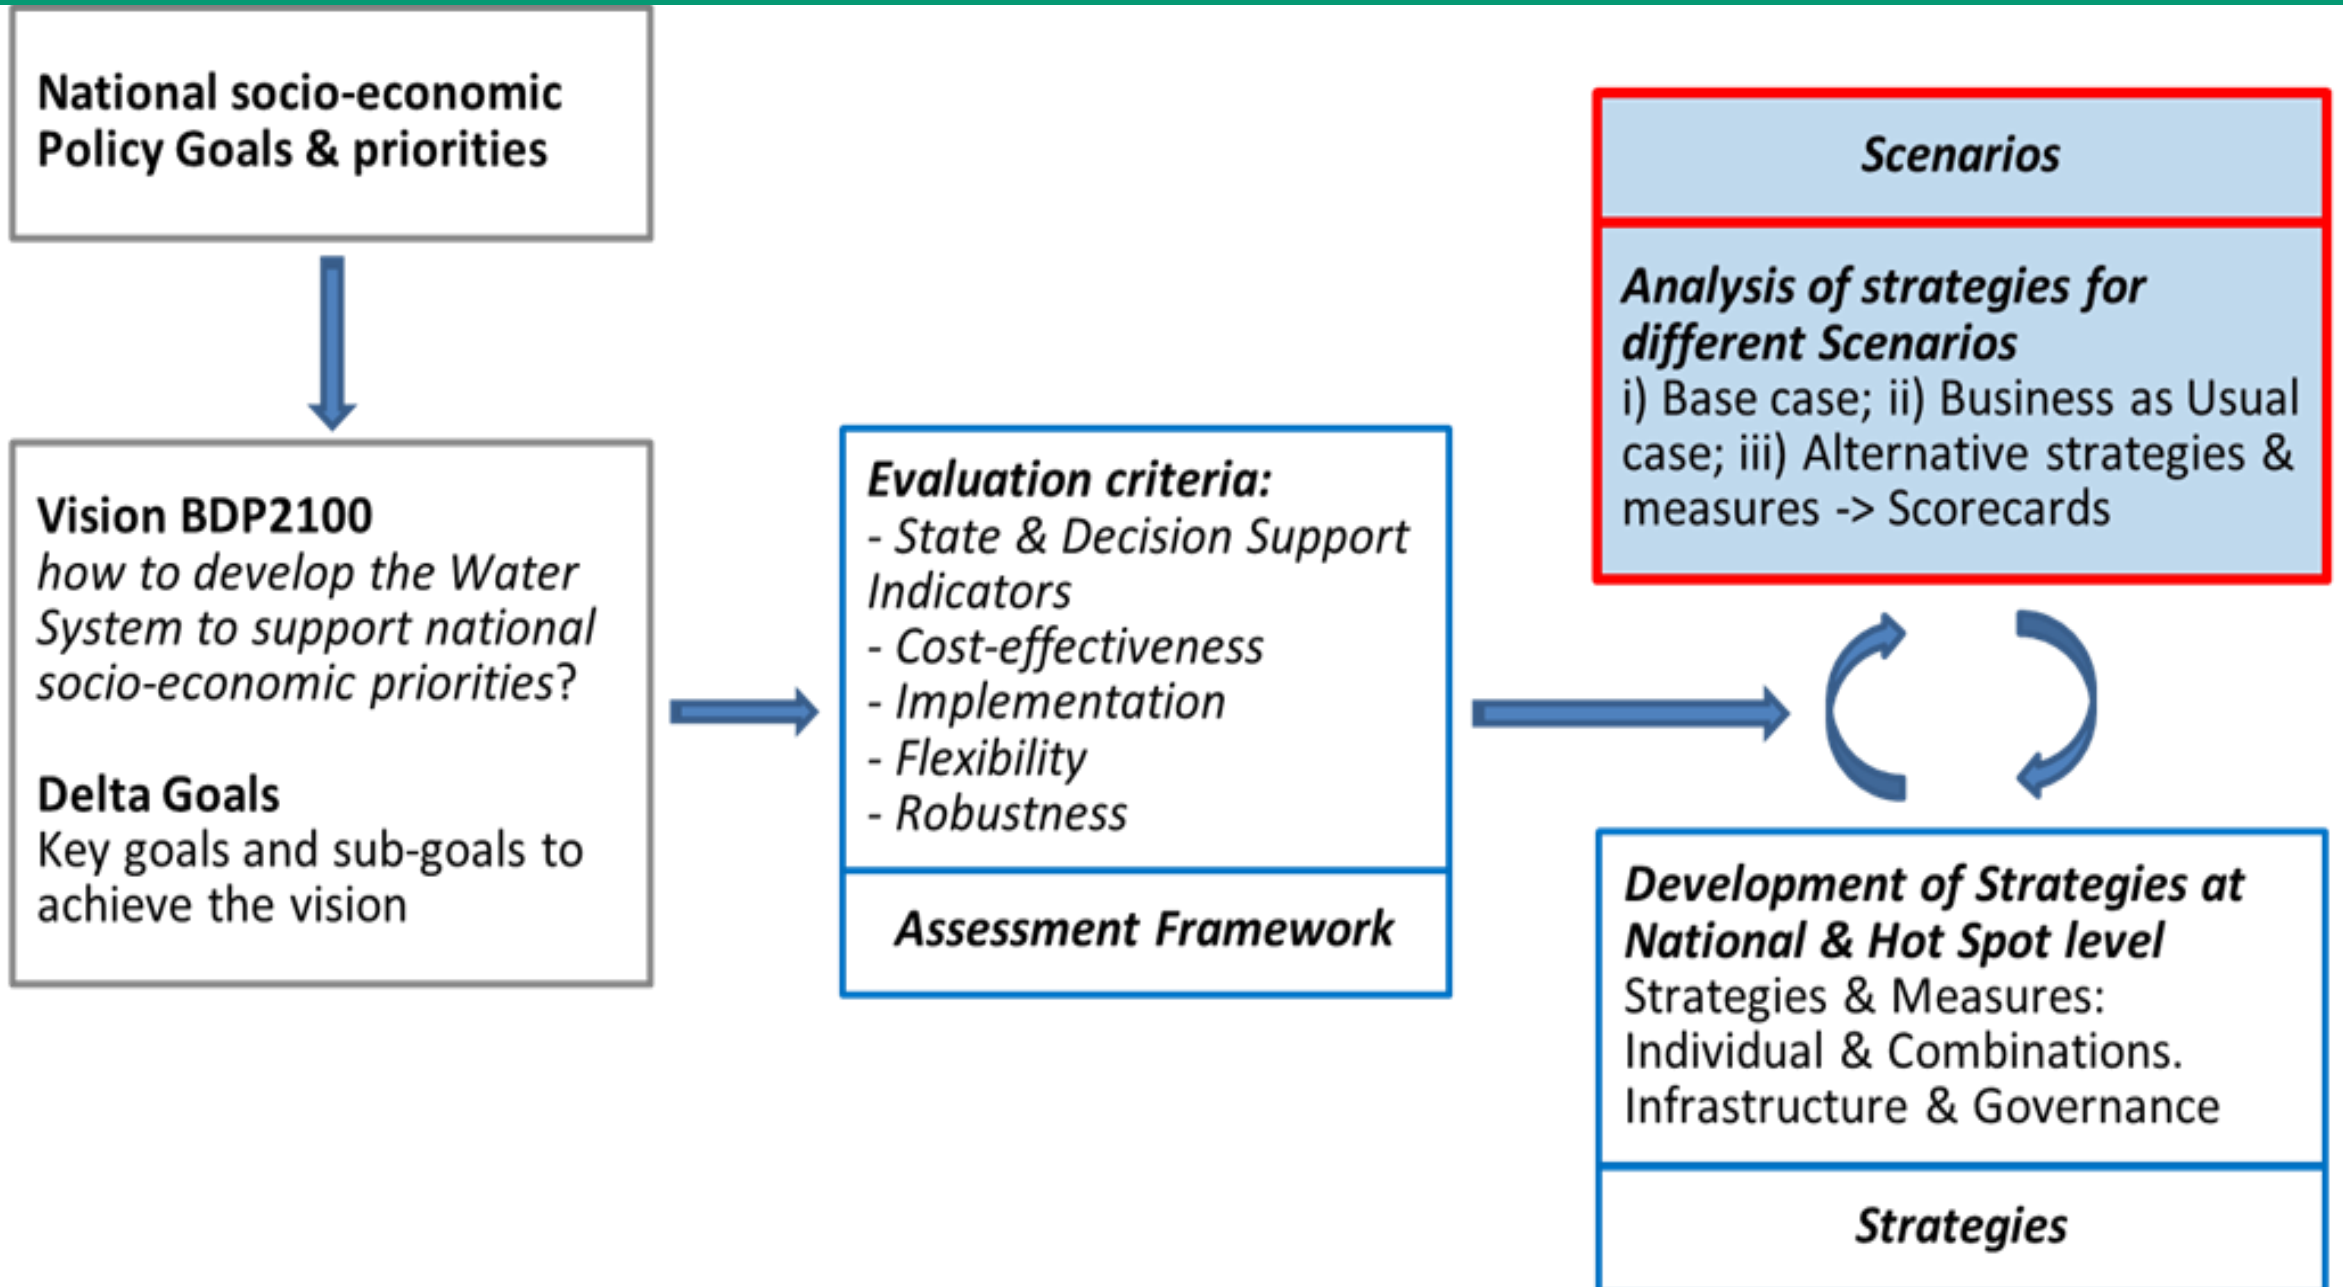 National socio-economic
Policy Goals & priorities
Vision BDP2100
how to develop the Water
System to support national
socio-economic priorities?
Delta Goals
Key goals and sub-goals to
achieve the vision
Evaluation criteria:
- State & Decision Support
Indicators
- Cost-effectiveness
- Implementation
- Flexibility
- Robustness
Assessment Framework
Scenarios
Analysis of strategies for
different Scenarios
i) Base case; ii) Business as Usual
case; iii) Alternative strategies &
measures -> Scorecards
Development of Strategies at
National & Hot Spot level
Strategies & Measures:
Individual & Combinations.
Infrastructure & Governance
Strategies